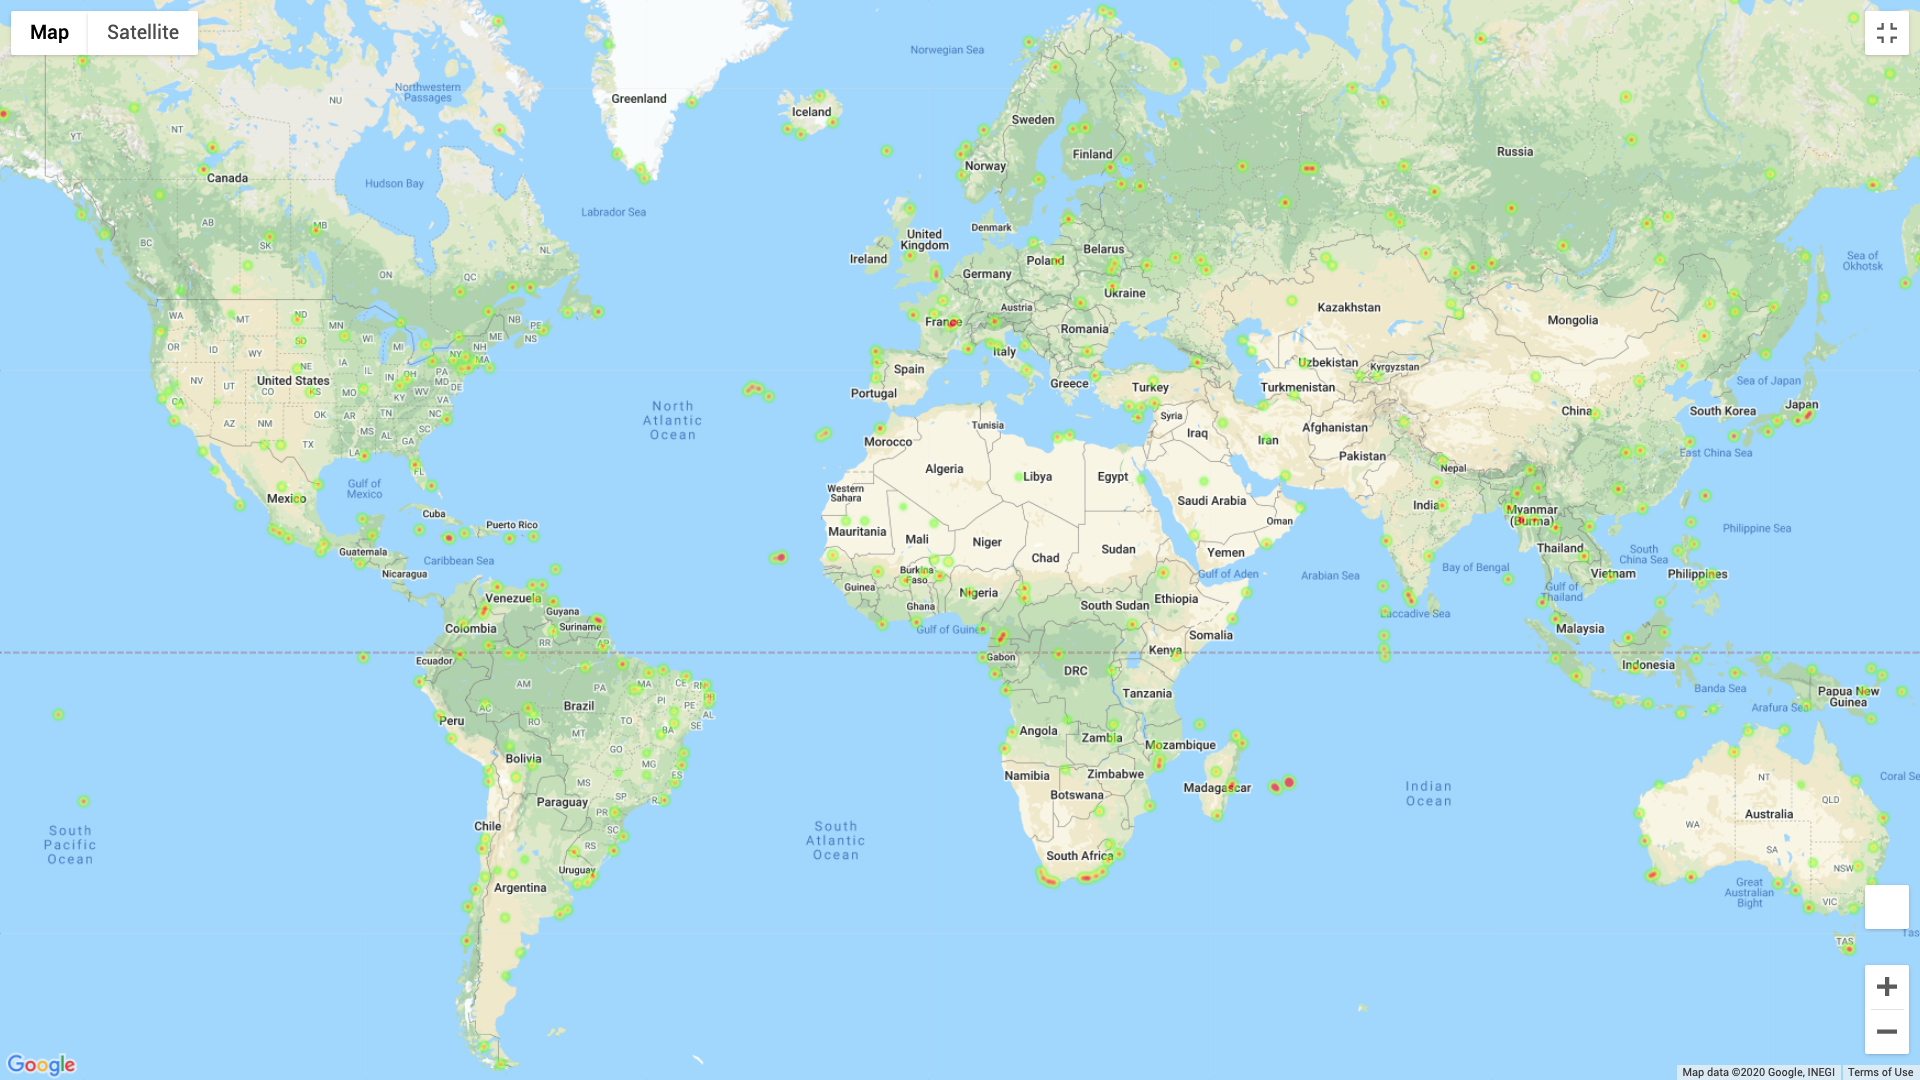 Map
Satellite
Norwegian Sea
Northwestern
Passages
NU
Greenland
Iceland
Sweden
YT
NT
Finland
Norway
Russia
Canada
Hudson Bay
Labrador Sea
AB
MB
BC
SK
ON
QC
NL
Denmark
United
Kingdom
Ireland
Belarus
Poland
Germany
Ukraine
Sea of
Okhotsk
Austria
France
Romania
Kazakhstan
Mongolia
WA
MT
ND
MN
NB
PE
NS
OR
ID
WY
SD
WI
MI
NY
NH
MA
Italy
Spain
Portugal
Greece
Turkey
Uzbekistan
Kyrgyzstan
Turkmenistan
NV
UT
CO
United States
NE
KS
IL
IN
OH
PA
MD
DE
MO
KY
WV
VA
CA
AZ
NM
OK
AR
TN
NC
SC
TX
LA
MS
AL
GA
FL
North
Atlantic
Ocean
Sea of Japan
South Korea
Japan
China
Syria
Iraq
Iran
Afghanistan
Pakistan
Nepal
East China Sea
Morocco
Tunisia
Algeria
Libya
Egypt
Western
Sahara
Saudi Arabia
Oman
India
Myanmar
(Burma)
Philippine Sea
Gulf of
Mexico
Mexico
Cuba
Puerto Rico
Guatemala
Caribbean Sea
Nicaragua
Mauritania
Mali
Niger
Chad
Sudan
Yemen
Gulf of Aden
Arabian Sea
Bay of Bengal
Thailand
Gulf of
Thailand
South
China Sea
Vietnam
Philippines
Burkina
Faso
Guinea
Ghana
Nigeria
Ethiopia
South Sudan
Somalia
Laccadive Sea
Malaysia
Venezuela
Guyana
Suriname
Colombia
RR
AP
Gulf of Guinea
Gabon
DRC
Kenya
Indonesia
Banda Sea
Arafura Sea
Papua New
Guinea
Ecuador
AM
PA
MA
CE
RN
PB
PI
PE
AL
SE
AC
RO
TO
BA
Brazil
Peru
MT
GO
Bolivia
MG
ES
MS
SP
RJ
PR
SC
RS
Paraguay
Chile
Uruguay
Argentina
Tanzania
Angola
Zambia
Mozambique
Namibia
Zimbabwe
Botswana
Madagascar
South Africa
Indian
Ocean
South
Atlantic
Ocean
South
Pacific
Ocean
Coral Se
NT
QLD
Australia
WA
SA
NSW
VIC
TAS
Great
Australian
Bight
Tas
Google
Map data ©2020 Google, INEGI
Terms of Use